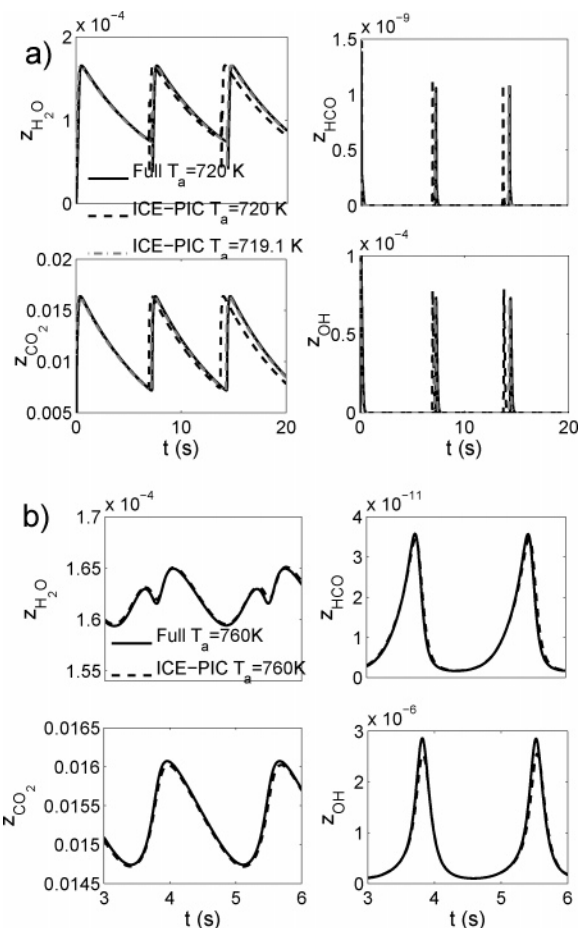 a)
x 10⁻⁴
2
1
0
z_H₂O
Full T_a=720 K
ICE-PIC T_a=720 K
ICE-PIC T_a=719.1 K
x 10⁻⁹
1.5
1
0.5
0
z_HCO
0.02
0.015
0.01
0.005
z_CO₂
10 20
t (s)
x 10⁻⁴
1
0.5
0
z_OH
0 10 20
t (s)
b)
x 10⁻⁴
1.7
1.65
1.6
1.55
z_H₂O
Full T_a=760K
ICE-PIC T_a=760K
x 10⁻¹¹
4
3
2
1
0
z_HCO
0.0165
0.016
0.0155
0.015
0.0145
z_CO₂
3 4 5 6
t (s)
x 10⁻⁶
3
2
1
0
z_OH
3 4 5 6
t (s)